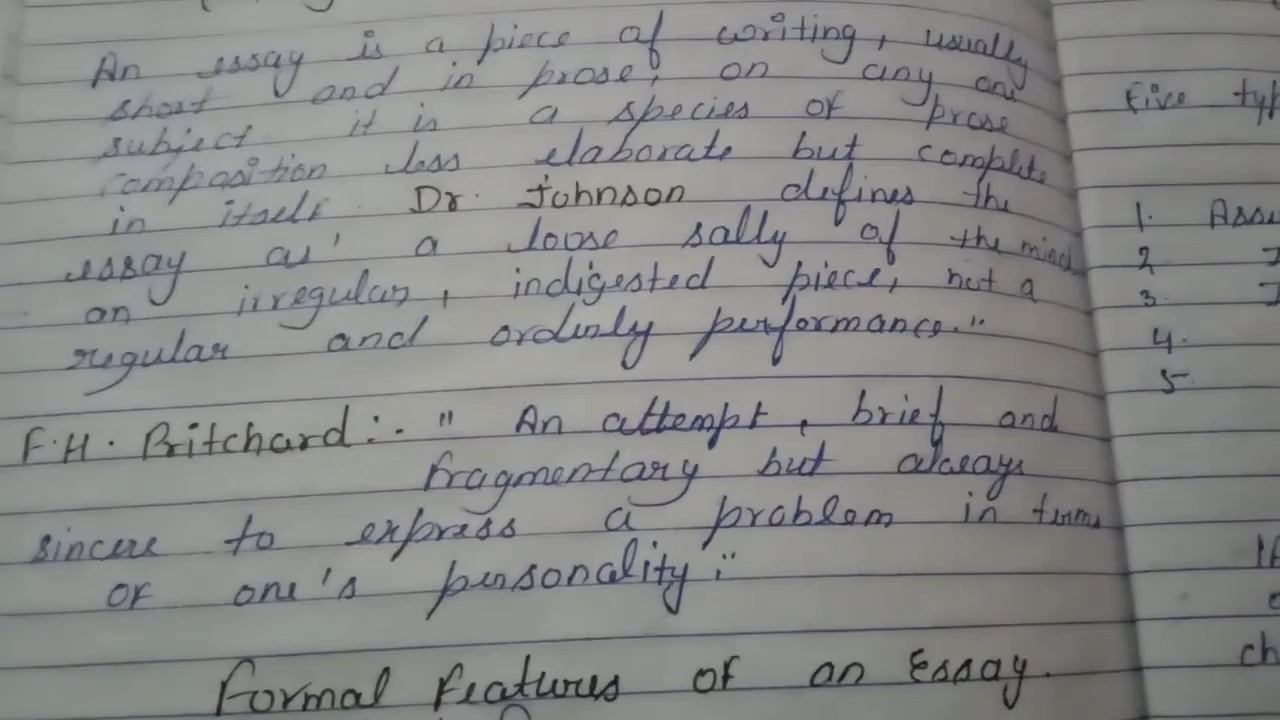 An essay is a piece of writing, usually
short and in prose, on any one
subject it is a species of prose
composition less elaborate but complete
in itself. Dr. Johnson defines the
essay as' a loose sally of the mind
an irregular, indigested piece, not a
regular and orderly performance."
F.H. Pritchard:- " An attempt, brief and
fragmentary but always
sincere to express a problem in terms
of one's personality."
Formal Features of an Essay.
Five
1.
2
3.
4.
5-